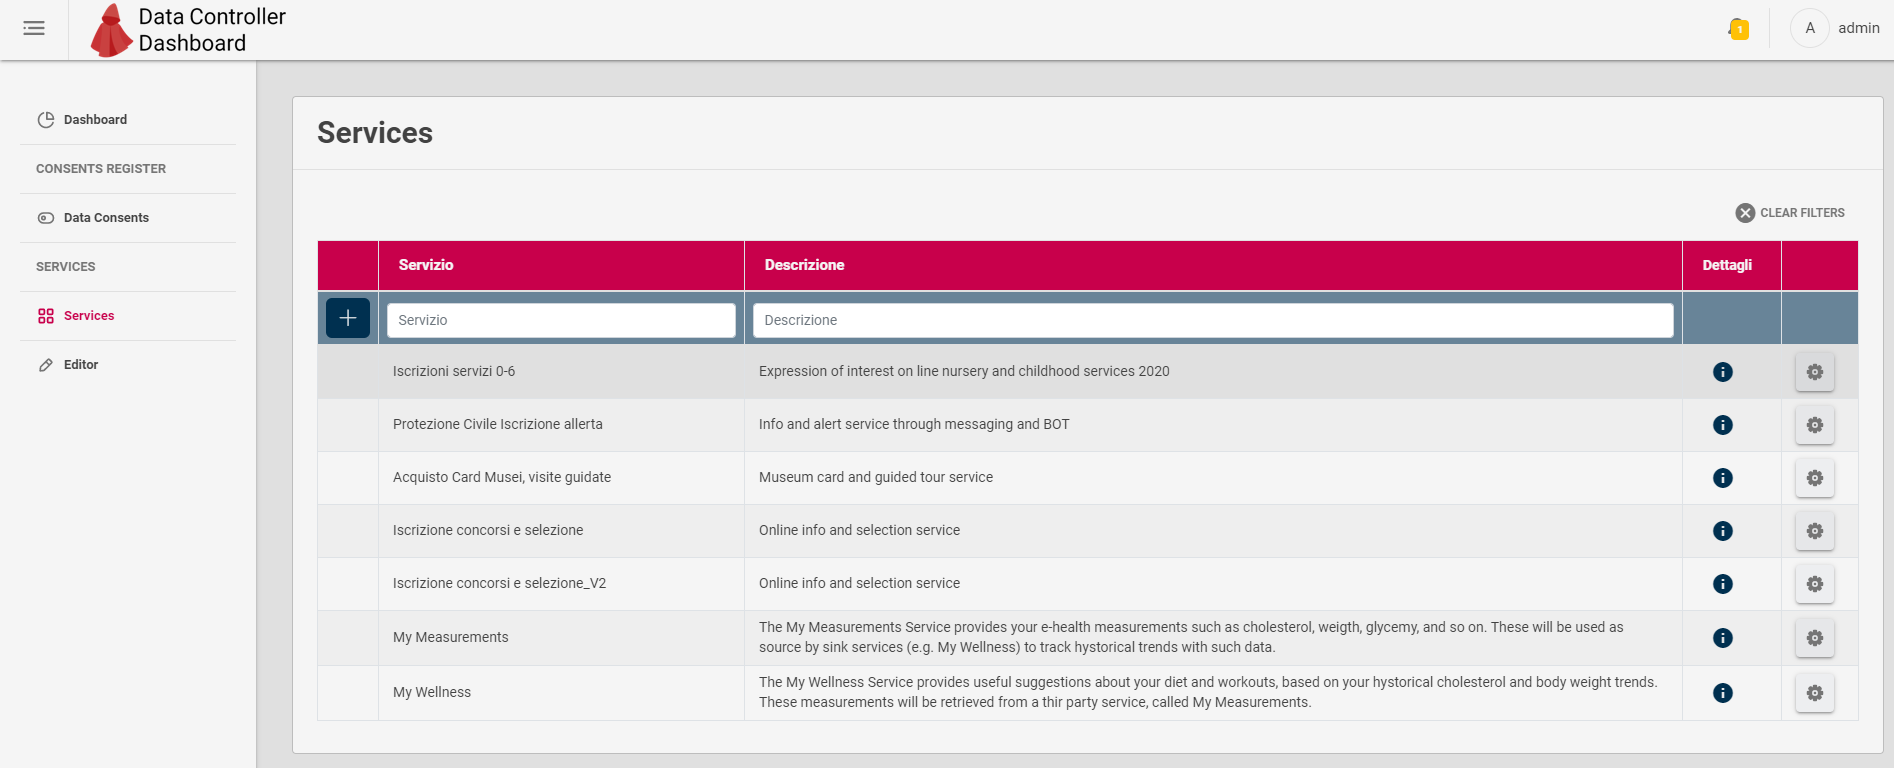 Data Controller
Dashboard
1
A
admin
Dashboard
CONSENTS REGISTER
Data Consents
SERVICES
Services
Editor
Services
CLEAR FILTERS
Servizio
Descrizione
Dettagli
Servizio
Descrizione
Iscrizioni servizi 0-6
Expression of interest on line nursery and childhood services 2020
Protezione Civile Iscrizione allerta
Info and alert service through messaging and BOT
Acquisto Card Musei, visite guidate
Museum card and guided tour service
Iscrizione concorsi e selezione
Online info and selection service
Iscrizione concorsi e selezione_V2
Online info and selection service
My Measurements
The My Measurements Service provides your e-health measurements such as cholesterol, weigth, glycemy, and so on. These will be used as
source by sink services (e.g. My Wellness) to track hystorical trends with such data.
My Wellness
The My Wellness Service provides useful suggestions about your diet and workouts, based on your hystorical cholesterol and body weight trends.
These measurements will be retrieved from a thir party service, called My Measurements.